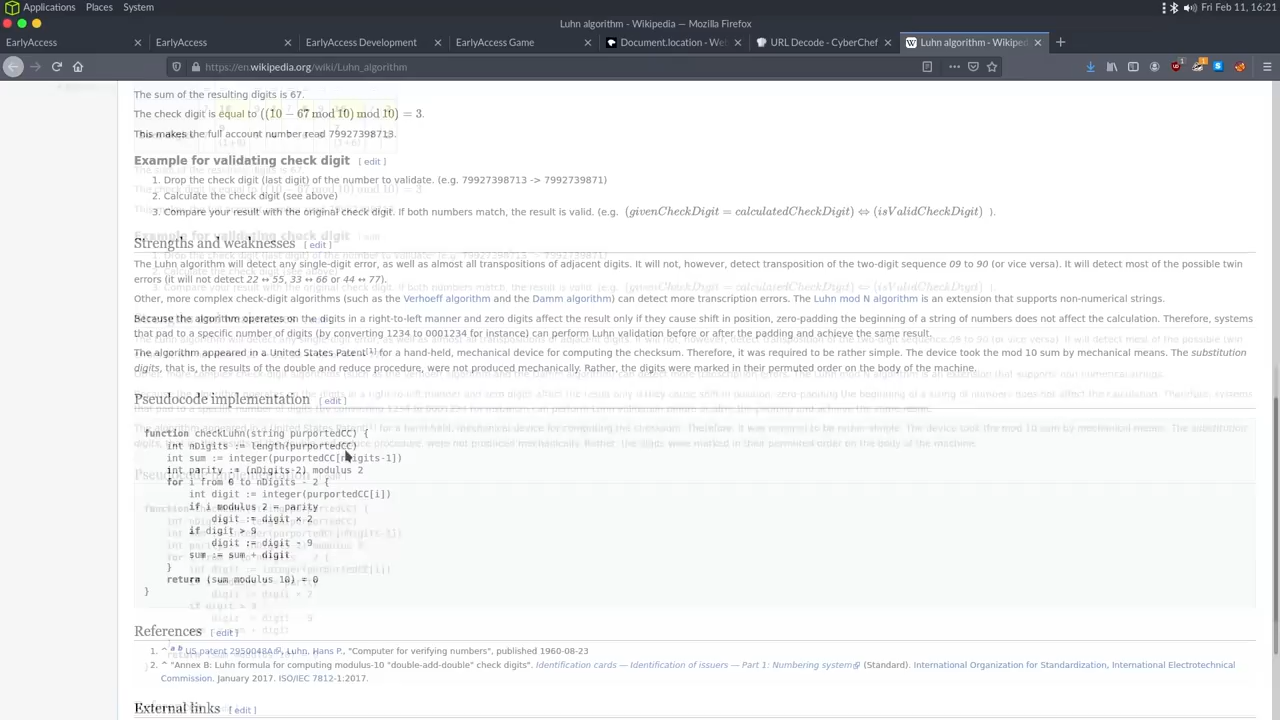 Applications Places System
Fri Feb 11, 16:21
Luhn algorithm - Wikipedia — Mozilla Firefox
EarlyAccess
EarlyAccess
EarlyAccess Development
EarlyAccess Game
Document.location - We
URL Decode - CyberChef
Luhn algorithm - Wikiped
https://en.wikipedia.org/wiki/Luhn_algorithm
The sum of the resulting digits is 67.
The check digit is equal to ((10 − 67 mod 10) mod 10) = 3.
This makes the full account number read 79927398713.
Example for validating check digit [ edit ]
1. Drop the check digit (last digit) of the number to validate. (e.g. 79927398713 -> 7992739871)
2. Calculate the check digit (see above)
3. Compare your result with the original check digit. If both numbers match, the result is valid. (e.g. (givenCheckDigit = calculatedCheckDigit) ⇔ (isValidCheckDigit) ).
Strengths and weaknesses [ edit ]
The Luhn algorithm will detect any single-digit error, as well as almost all transpositions of adjacent digits. It will not, however, detect transposition of the two-digit sequence 09 to 90 (or vice versa). It will detect most of the possible twin
errors (it will not detect 22 ↔ 55, 33 ↔ 66 or 44 ↔ 77).
Other, more complex check-digit algorithms (such as the Verhoeff algorithm and the Damm algorithm) can detect more transcription errors. The Luhn mod N algorithm is an extension that supports non-numerical strings.
Because the algorithm operates on the digits in a right-to-left manner and zero digits affect the result only if they cause shift in position, zero-padding the beginning of a string of numbers does not affect the calculation. Therefore, systems
that pad to a specific number of digits (by converting 1234 to 0001234 for instance) can perform Luhn validation before or after the padding and achieve the same result.
The algorithm appeared in a United States Patent[1] for a hand-held, mechanical device for computing the checksum. Therefore, it was required to be rather simple. The device took the mod 10 sum by mechanical means. The substitution
digits, that is, the results of the double and reduce procedure, were not produced mechanically. Rather, the digits were marked in their permuted order on the body of the machine.
Pseudocode implementation [ edit ]
function checkLuhn(string purportedCC) {
int nDigits := length(purportedCC)
int sum := integer(purportedCC[nDigits-1])
int parity := (nDigits-2) modulus 2
for i from 0 to nDigits - 2 {
int digit := integer(purportedCC[i])
if i modulus 2 = parity
digit := digit × 2
if digit > 9
digit := digit - 9
sum := sum + digit
}
return (sum modulus 10) = 0
}
References [ edit ]
1. ^ a b US patent 2950048A, Luhn, Hans P., "Computer for verifying numbers", published 1960-08-23
2. ^ "Annex B: Luhn formula for computing modulus-10 "double-add-double" check digits". Identification cards — Identification of issuers — Part 1: Numbering system (Standard). International Organization for Standardization, International Electrotechnical
Commission. January 2017. ISO/IEC 7812-1:2017.
External links [ edit ]